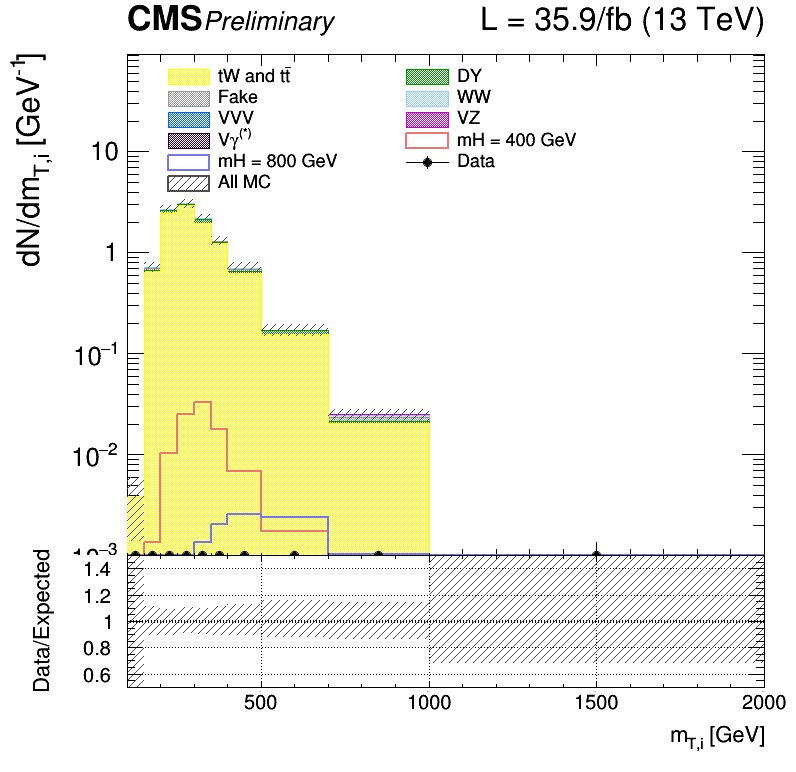 CMS Preliminary L = 35.9/fb (13 TeV)
dN/dm_{T,i} [GeV^{-1}]
tW and tt̄ DY
Fake WW
VVV VZ
Vγ^{(*)} mH = 400 GeV
mH = 800 GeV Data
All MC
10
1
10^{−1}
10^{−2}
10^{−3}
Data/Expected
1.4
1.2
1
0.8
0.6
500 1000 1500 2000
m_{T,i} [GeV]